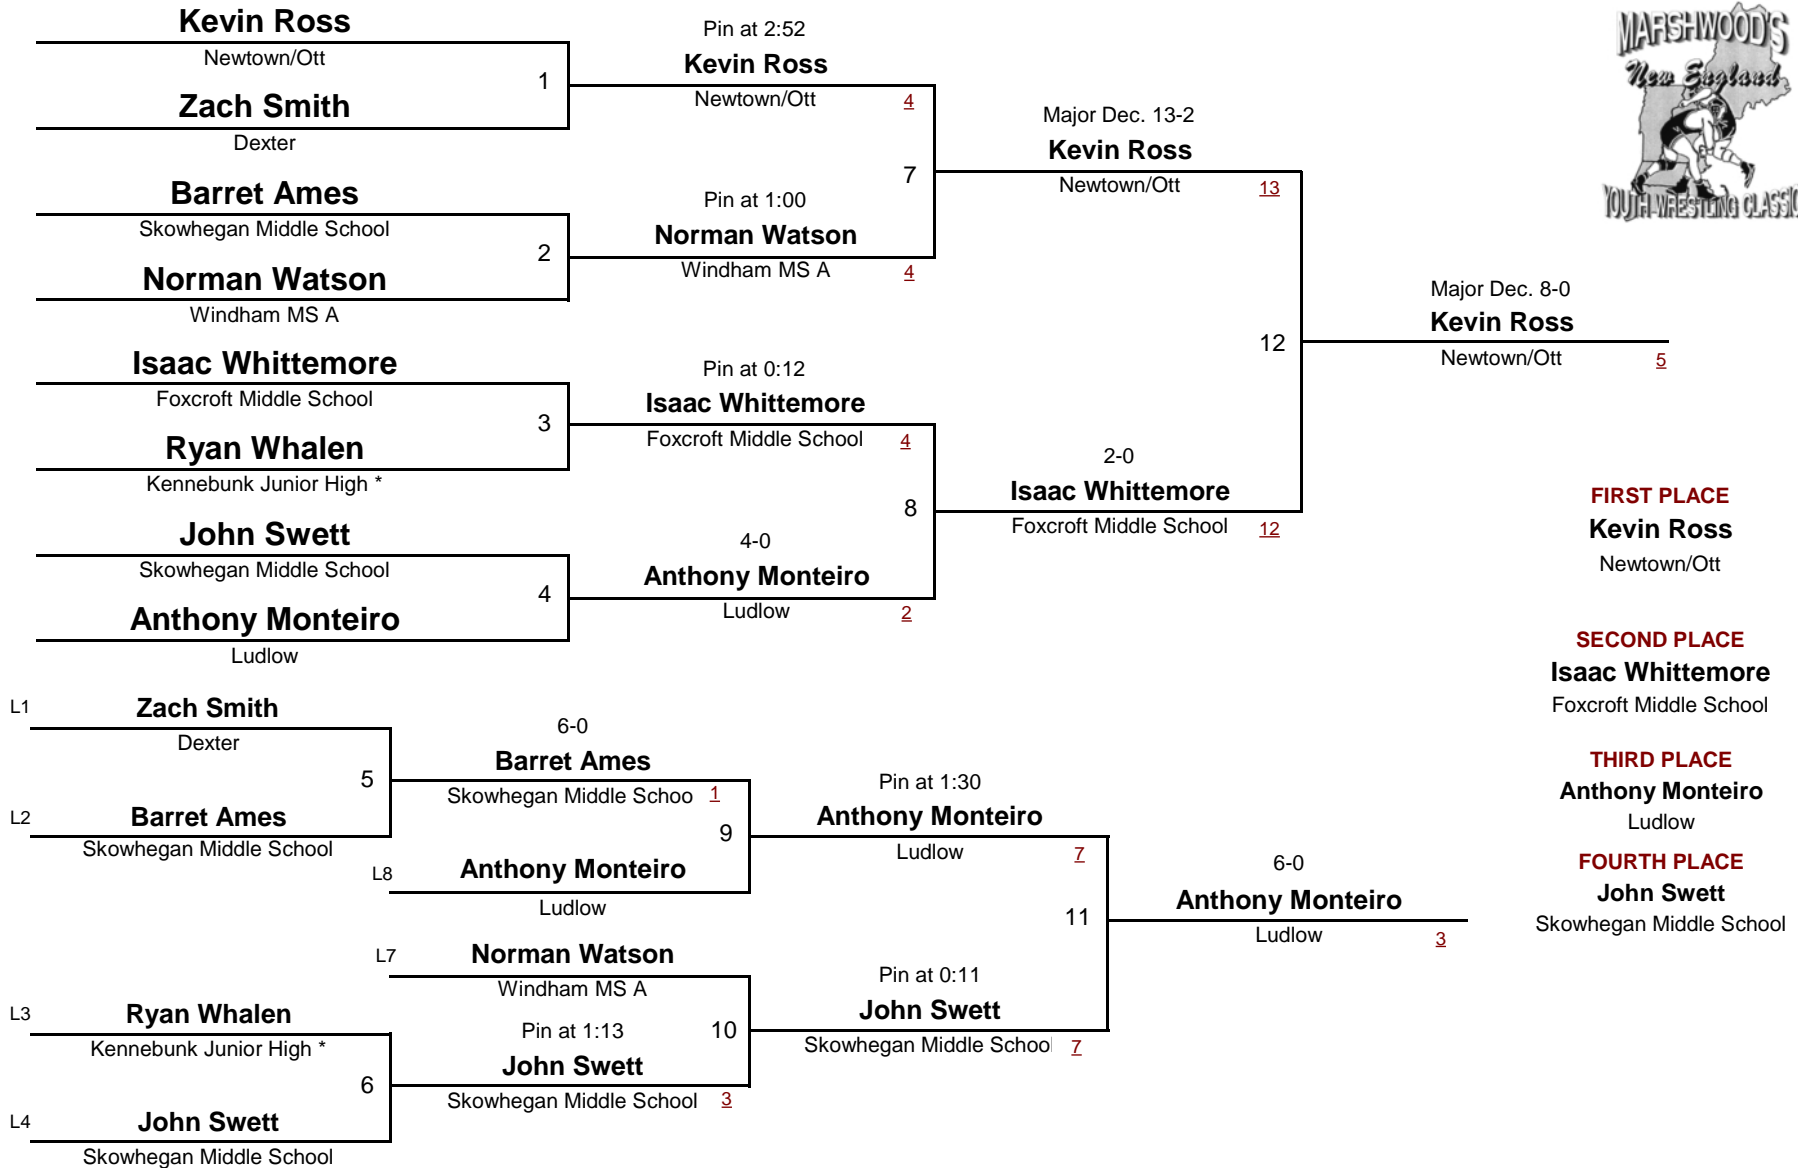 Kevin Ross
Newtown/Ott
1
Zach Smith
Dexter
Barret Ames
Skowhegan Middle School
2
Norman Watson
Windham MS A
Isaac Whittemore
Foxcroft Middle School
3
Ryan Whalen
Kennebunk Junior High *
John Swett
Skowhegan Middle School
4
Anthony Monteiro
Ludlow
Pin at 2:52
Kevin Ross
Newtown/Ott 4
7
Pin at 1:00
Norman Watson
Windham MS A 4
Pin at 0:12
Isaac Whittemore
Foxcroft Middle School 4
8
4-0
Anthony Monteiro
Ludlow 2
Major Dec. 13-2
Kevin Ross
Newtown/Ott 13
12
2-0
Isaac Whittemore
Foxcroft Middle School 12
Major Dec. 8-0
Kevin Ross
Newtown/Ott 5
MARSHWOOD'S
New England
YOUTH WRESTLING CLASSIC
FIRST PLACE
Kevin Ross
Newtown/Ott
SECOND PLACE
Isaac Whittemore
Foxcroft Middle School
THIRD PLACE
Anthony Monteiro
Ludlow
FOURTH PLACE
John Swett
Skowhegan Middle School
L1 Zach Smith
Dexter
5
L2 Barret Ames
Skowhegan Middle School
6-0
Barret Ames
Skowhegan Middle Schoo 1
9
L8 Anthony Monteiro
Ludlow
L7 Norman Watson
Windham MS A
10
L3 Ryan Whalen
Kennebunk Junior High *
6
L4 John Swett
Skowhegan Middle School
Pin at 1:13
John Swett
Skowhegan Middle School 3
Pin at 1:30
Anthony Monteiro
Ludlow 7
11
Pin at 0:11
John Swett
Skowhegan Middle School 7
6-0
Anthony Monteiro
Ludlow 3